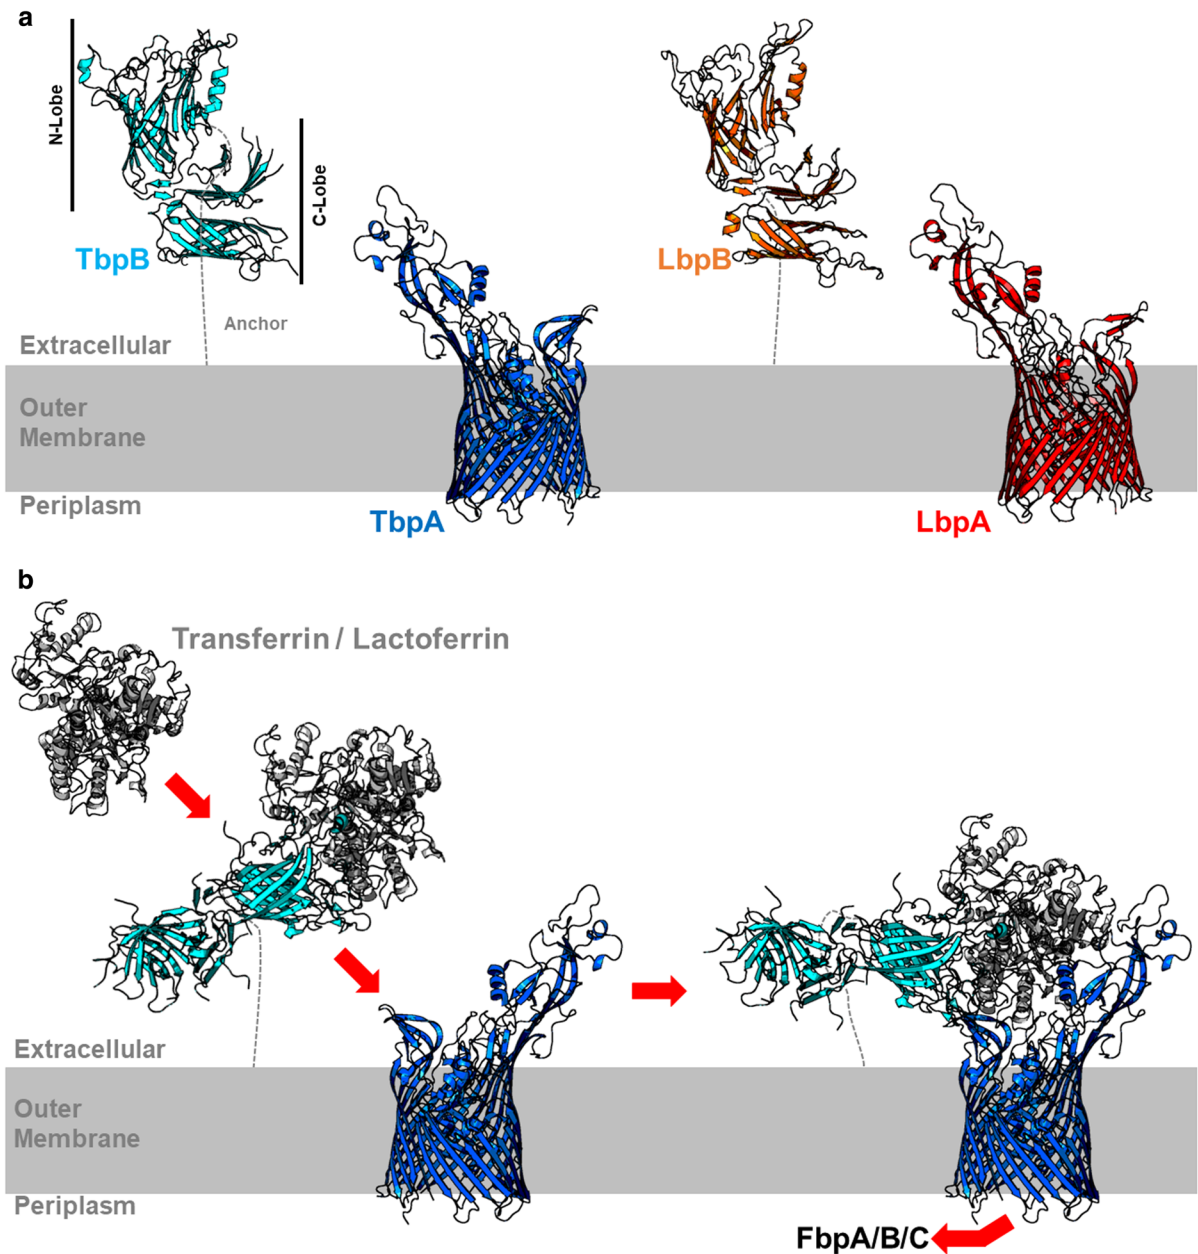 a
N-Lobe
C-Lobe
TbpB
LbpB
Anchor
Extracellular
Outer
Membrane
Periplasm
TbpA
LbpA
b
Transferrin / Lactoferrin
Extracellular
Outer
Membrane
Periplasm
FbpA/B/C